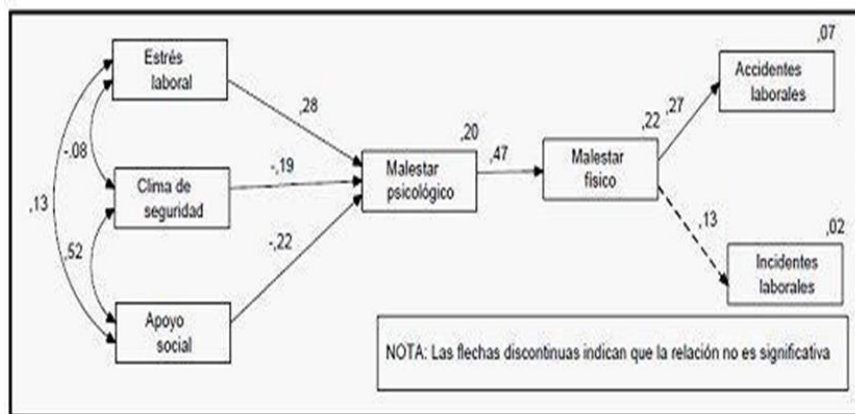 ,07
Estrés
laboral
Accidentes
laborales
,28
,20
,22
,27
-.08
Malestar
psicológico
,47
Malestar
físico
Clima de
seguridad
-,19
,13
-,22
,13
,02
,52
Incidentes
laborales
Apoyo
social
NOTA: Las flechas discontinuas indican que la relación no es significativa